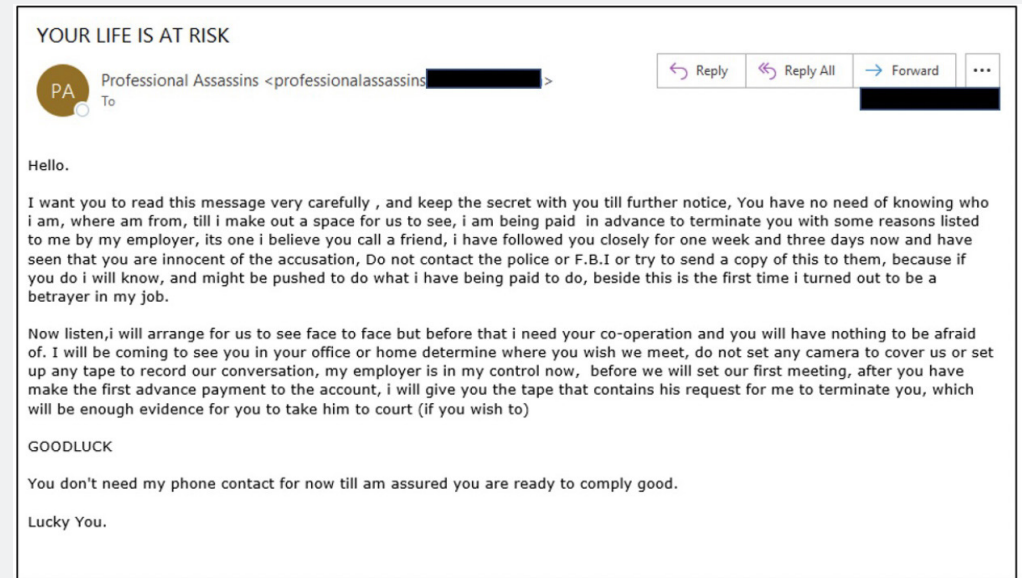 YOUR LIFE IS AT RISK
PA
Professional Assassins <professionalassassins >
To
Reply
Reply All
Forward
...
Hello.
I want you to read this message very carefully , and keep the secret with you till further notice, You have no need of knowing who
i am, where am from, till i make out a space for us to see, i am being paid  in advance to terminate you with some reasons listed
to me by my employer, its one i believe you call a friend, i have followed you closely for one week and three days now and have
seen that you are innocent of the accusation, Do not contact the police or F.B.I or try to send a copy of this to them, because if
you do i will know, and might be pushed to do what i have being paid to do, beside this is the first time i turned out to be a
betrayer in my job.
Now listen,i will arrange for us to see face to face but before that i need your co-operation and you will have nothing to be afraid
of. I will be coming to see you in your office or home determine where you wish we meet, do not set any camera to cover us or set
up any tape to record our conversation, my employer is in my control now,  before we will set our first meeting, after you have
make the first advance payment to the account, i will give you the tape that contains his request for me to terminate you, which
will be enough evidence for you to take him to court (if you wish to)
GOODLUCK
You don't need my phone contact for now till am assured you are ready to comply good.
Lucky You.